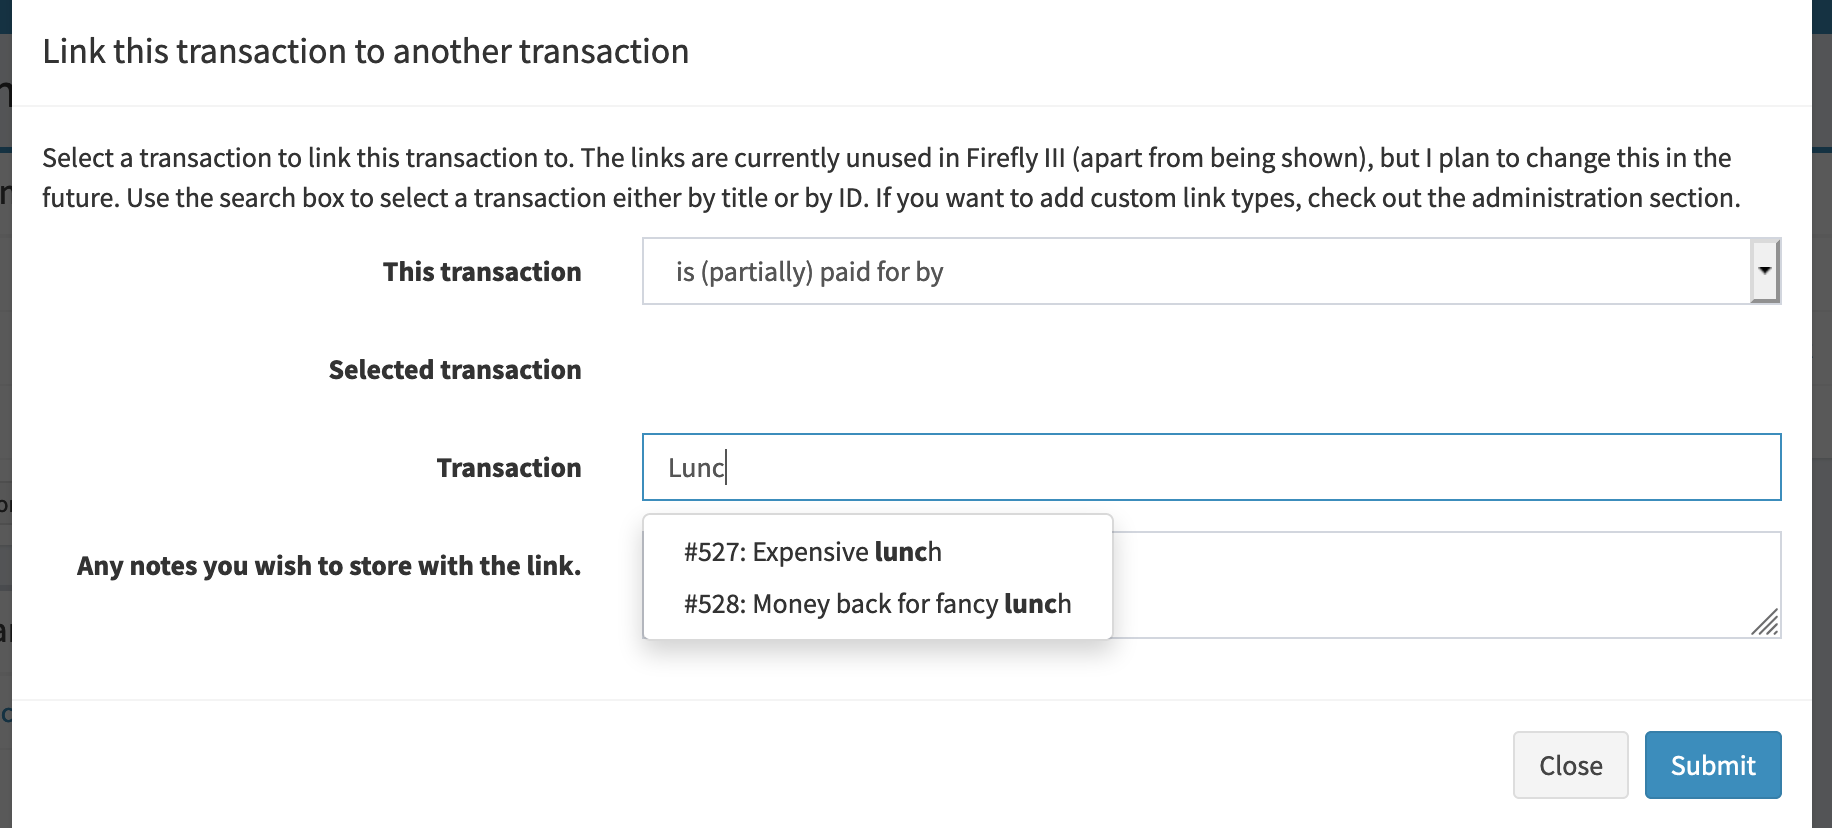 Link this transaction to another transaction
Select a transaction to link this transaction to. The links are currently unused in Firefly III (apart from being shown), but I plan to change this in the
future. Use the search box to select a transaction either by title or by ID. If you want to add custom link types, check out the administration section.
This transaction
is (partially) paid for by
Selected transaction
Transaction
Lunc
#527: Expensive lunch
#528: Money back for fancy lunch
Any notes you wish to store with the link.
Close
Submit